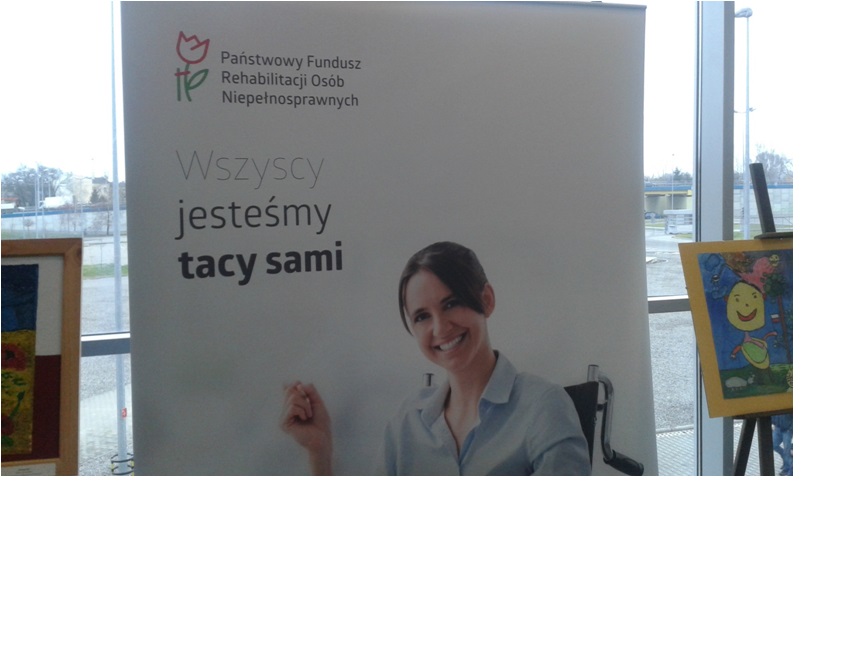 Państwowy Fundusz
Rehabilitacji Osób
Niepełnosprawnych
Wszyscy
jesteśmy
tacy sami